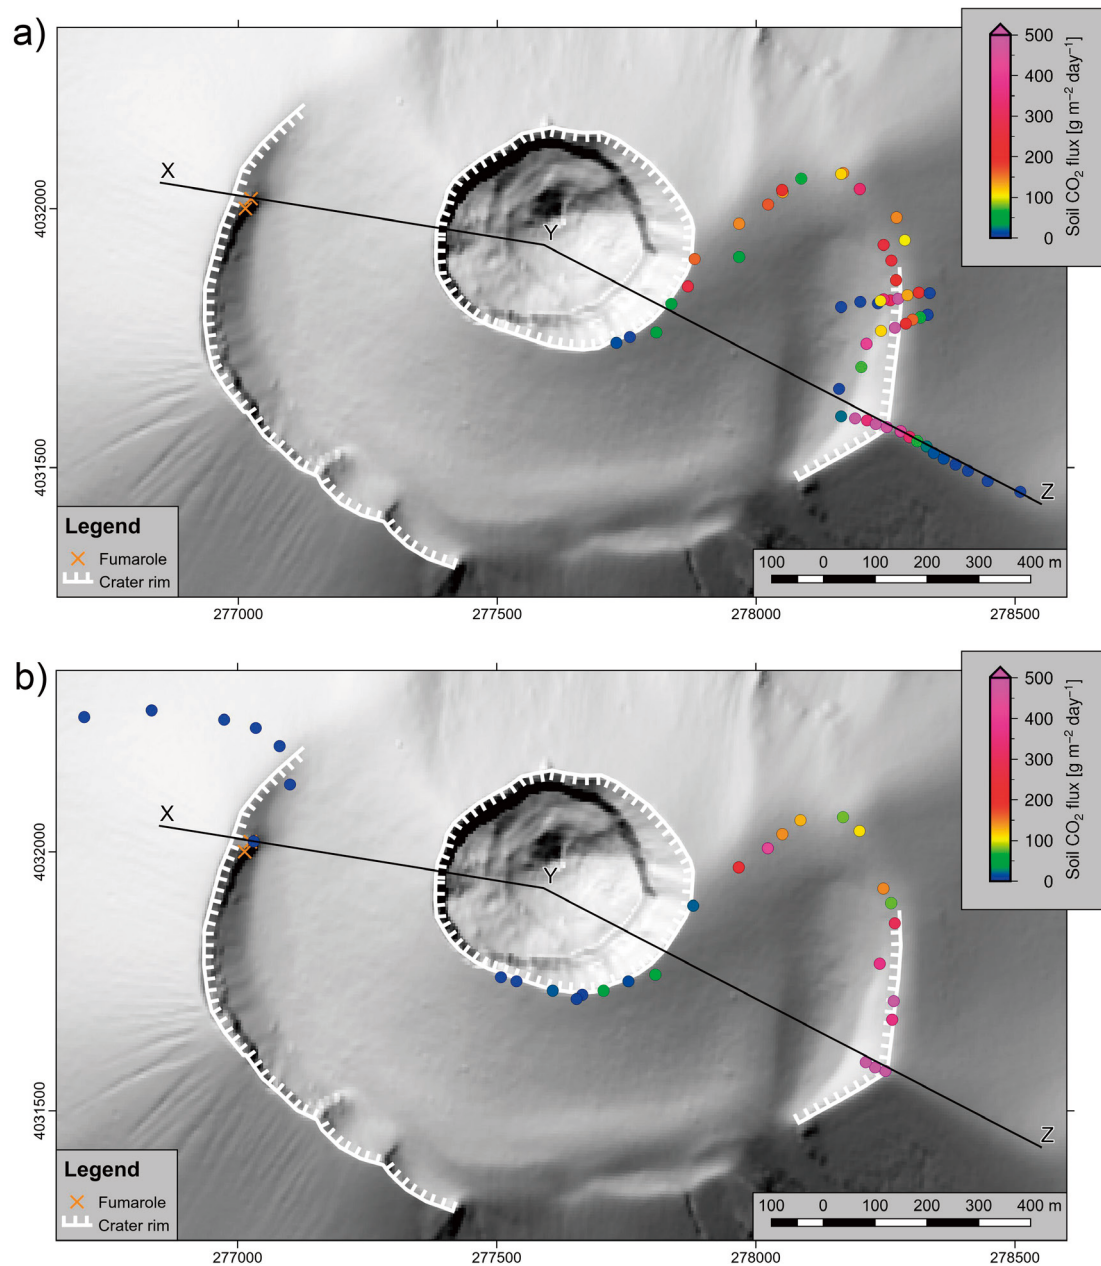 a)
500
400
300
200
100
0
Soil CO₂ flux [g m⁻² day⁻¹]
X
Y
Z
4032000
4031500
Legend
Fumarole
Crater rim
100 0 100 200 300 400 m
277000 277500 278000 278500
b)
500
400
300
200
100
0
Soil CO₂ flux [g m⁻² day⁻¹]
X
Y
Z
4032000
4031500
Legend
Fumarole
Crater rim
100 0 100 200 300 400 m
277000 277500 278000 278500